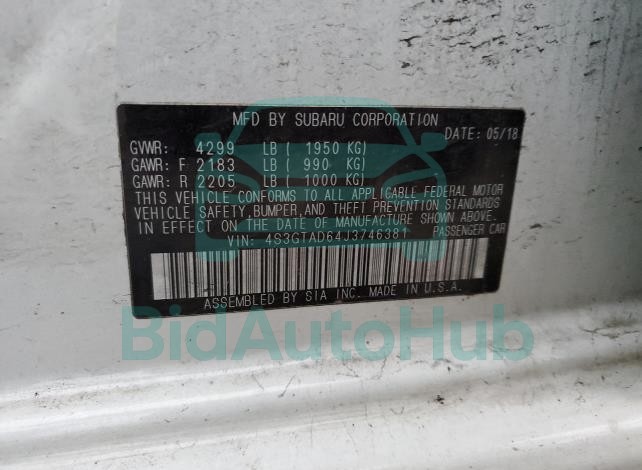 MFD BY SUBARU CORPORATION
DATE: 05/18
GVWR: 4299 LB ( 1950 KG)
GAWR: F 2183 LB ( 990 KG)
GAWR: R 2205 LB ( 1000 KG)
THIS VEHICLE CONFORMS TO ALL APPLICABLE FEDERAL MOTOR
VEHICLE SAFETY, BUMPER, AND THEFT PREVENTION STANDARDS
IN EFFECT ON THE DATE OF MANUFACTURE SHOWN ABOVE.
VIN: 4S3GTAD64J3746381 PASSENGER CAR
ASSEMBLED BY SIA INC. MADE IN U.S.A.
BidAutoHub